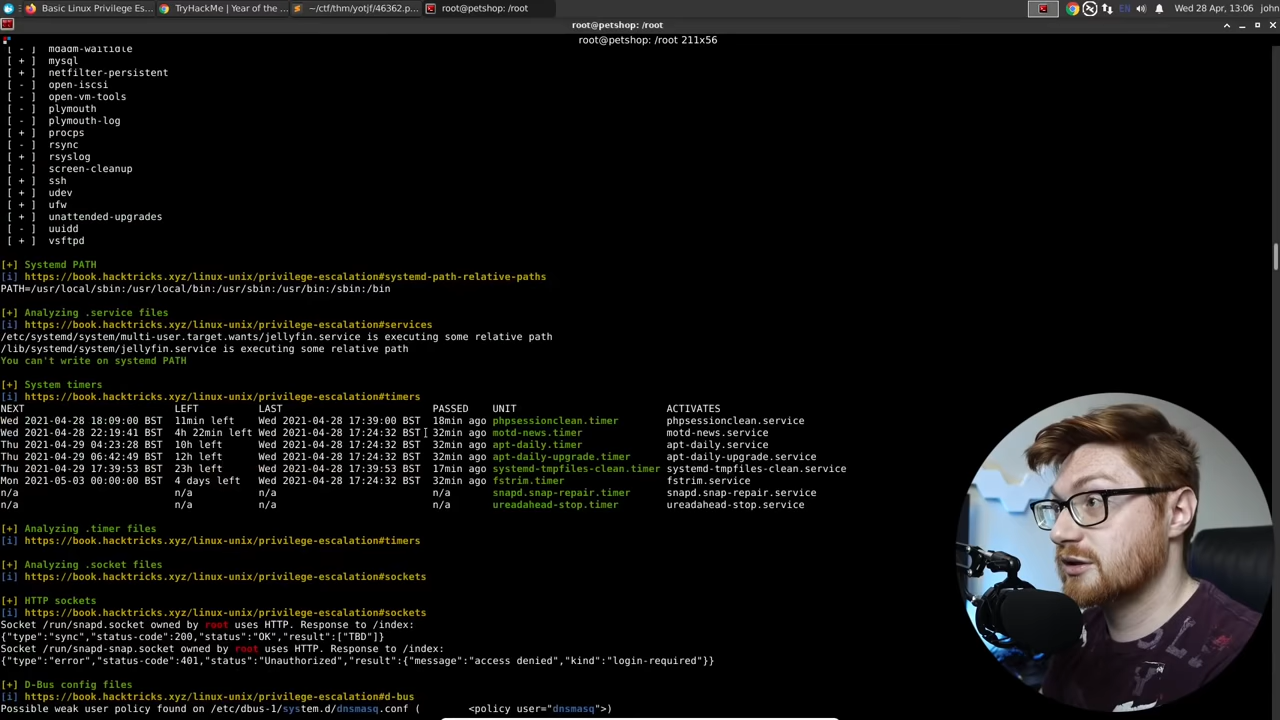 Basic Linux Privilege Esc...
TryHackMe | Year of the ...
~/ctf/thm/yotjf/46362.p...
root@petshop: /root
EN
Wed 28 Apr, 13:06 john
root@petshop: /root
root@petshop: /root 211x56
[ - ] mdadm-waitidle
[ + ] mysql
[ + ] netfilter-persistent
[ - ] open-iscsi
[ - ] open-vm-tools
[ - ] plymouth
[ - ] plymouth-log
[ + ] procps
[ - ] rsync
[ + ] rsyslog
[ - ] screen-cleanup
[ + ] ssh
[ + ] udev
[ + ] ufw
[ + ] unattended-upgrades
[ - ] uuidd
[ + ] vsftpd
[+] Systemd PATH
[i] https://book.hacktricks.xyz/linux-unix/privilege-escalation#systemd-path-relative-paths
PATH=/usr/local/sbin:/usr/local/bin:/usr/sbin:/usr/bin:/sbin:/bin
[+] Analyzing .service files
[i] https://book.hacktricks.xyz/linux-unix/privilege-escalation#services
/etc/systemd/system/multi-user.target.wants/jellyfin.service is executing some relative path
/lib/systemd/system/jellyfin.service is executing some relative path
You can't write on systemd PATH
[+] System timers
[i] https://book.hacktricks.xyz/linux-unix/privilege-escalation#timers
NEXT LEFT LAST PASSED UNIT ACTIVATES
Wed 2021-04-28 18:09:00 BST 11min left Wed 2021-04-28 17:39:00 BST 18min ago phpsessionclean.timer phpsessionclean.service
Wed 2021-04-28 22:19:41 BST 4h 22min left Wed 2021-04-28 17:24:32 BST 32min ago motd-news.timer motd-news.service
Thu 2021-04-29 04:23:28 BST 10h left Wed 2021-04-28 17:24:32 BST 32min ago apt-daily.timer apt-daily.service
Thu 2021-04-29 06:42:49 BST 12h left Wed 2021-04-28 17:24:32 BST 32min ago apt-daily-upgrade.timer apt-daily-upgrade.service
Thu 2021-04-29 17:39:53 BST 23h left Wed 2021-04-28 17:39:53 BST 17min ago systemd-tmpfiles-clean.timer systemd-tmpfiles-clean.service
Mon 2021-05-03 00:00:00 BST 4 days left Wed 2021-04-28 17:24:32 BST 32min ago fstrim.timer fstrim.service
n/a n/a n/a n/a snapd.snap-repair.timer snapd.snap-repair.service
n/a n/a n/a n/a ureadahead-stop.timer ureadahead-stop.service
[+] Analyzing .timer files
[i] https://book.hacktricks.xyz/linux-unix/privilege-escalation#timers
[+] Analyzing .socket files
[i] https://book.hacktricks.xyz/linux-unix/privilege-escalation#sockets
[+] HTTP sockets
[i] https://book.hacktricks.xyz/linux-unix/privilege-escalation#sockets
Socket /run/snapd.socket owned by root uses HTTP. Response to /index:
{"type":"sync","status-code":200,"status":"OK","result":["TBD"]}
Socket /run/snapd-snap.socket owned by root uses HTTP. Response to /index:
{"type":"error","status-code":401,"status":"Unauthorized","result":{"message":"access denied","kind":"login-required"}}
[+] D-Bus config files
[i] https://book.hacktricks.xyz/linux-unix/privilege-escalation#d-bus
Possible weak user policy found on /etc/dbus-1/system.d/dnsmasq.conf ( <policy user="dnsmasq">)